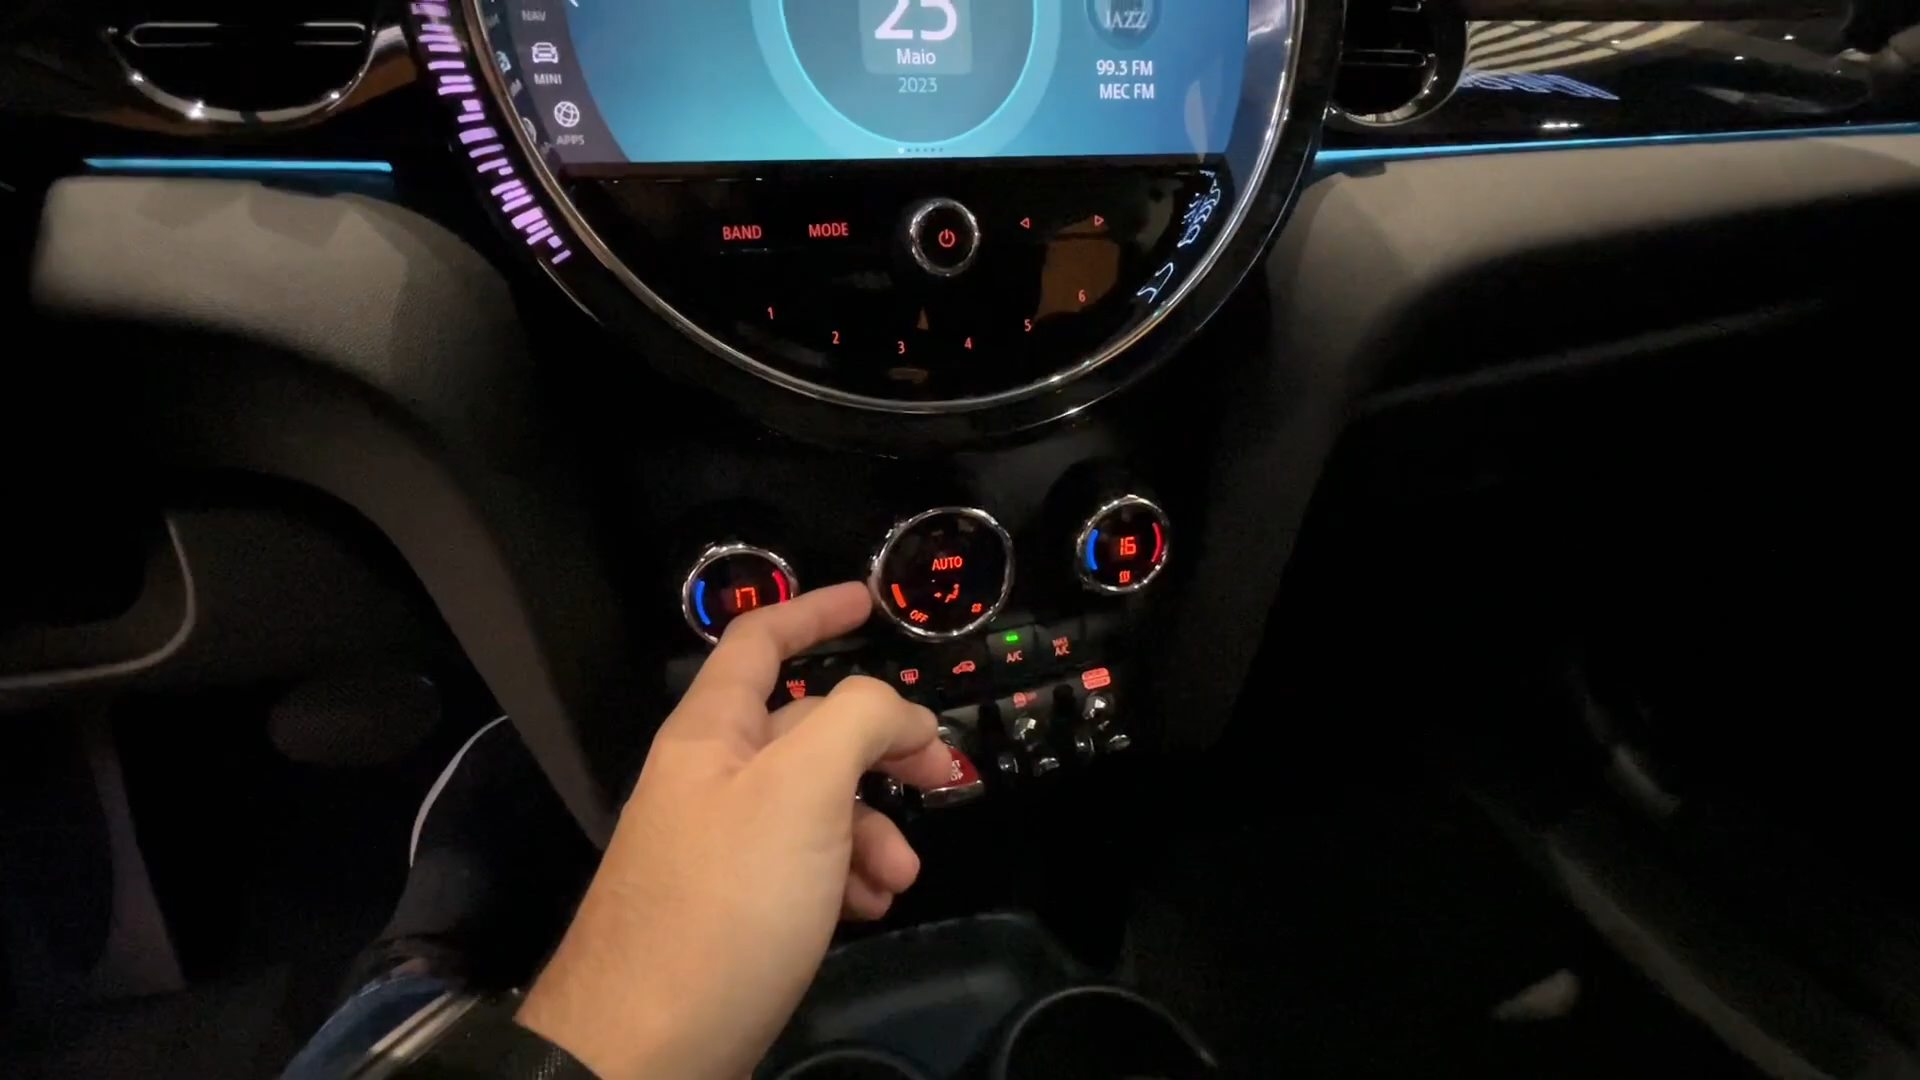 NAV
25
JAZZ
Maio
MINI
99.3 FM
2023
MEC FM
APPS
BAND
MODE
1
2
3
4
5
6
17
AUTO
OFF
16
A/C
MAX
A/C
MAX